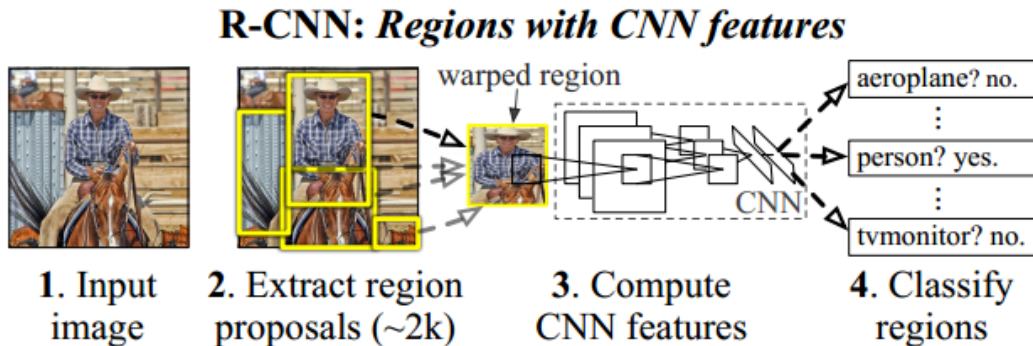 R-CNN: Regions with CNN features
warped region
aeroplane? no.
⋮
person? yes.
⋮
tvmonitor? no.
CNN
1. Input
image
2. Extract region
proposals (~2k)
3. Compute
CNN features
4. Classify
regions